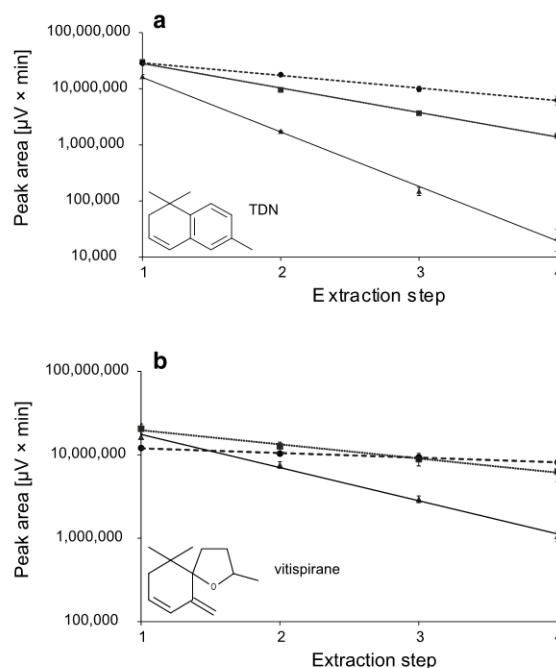 a
100,000,000
10,000,000
1,000,000
100,000
10,000
Peak area [µV × min]
TDN
1 2 3 4
Extraction step
b
100,000,000
10,000,000
1,000,000
100,000
Peak area [µV × min]
vitispirane
O
1 2 3 4
Extraction step